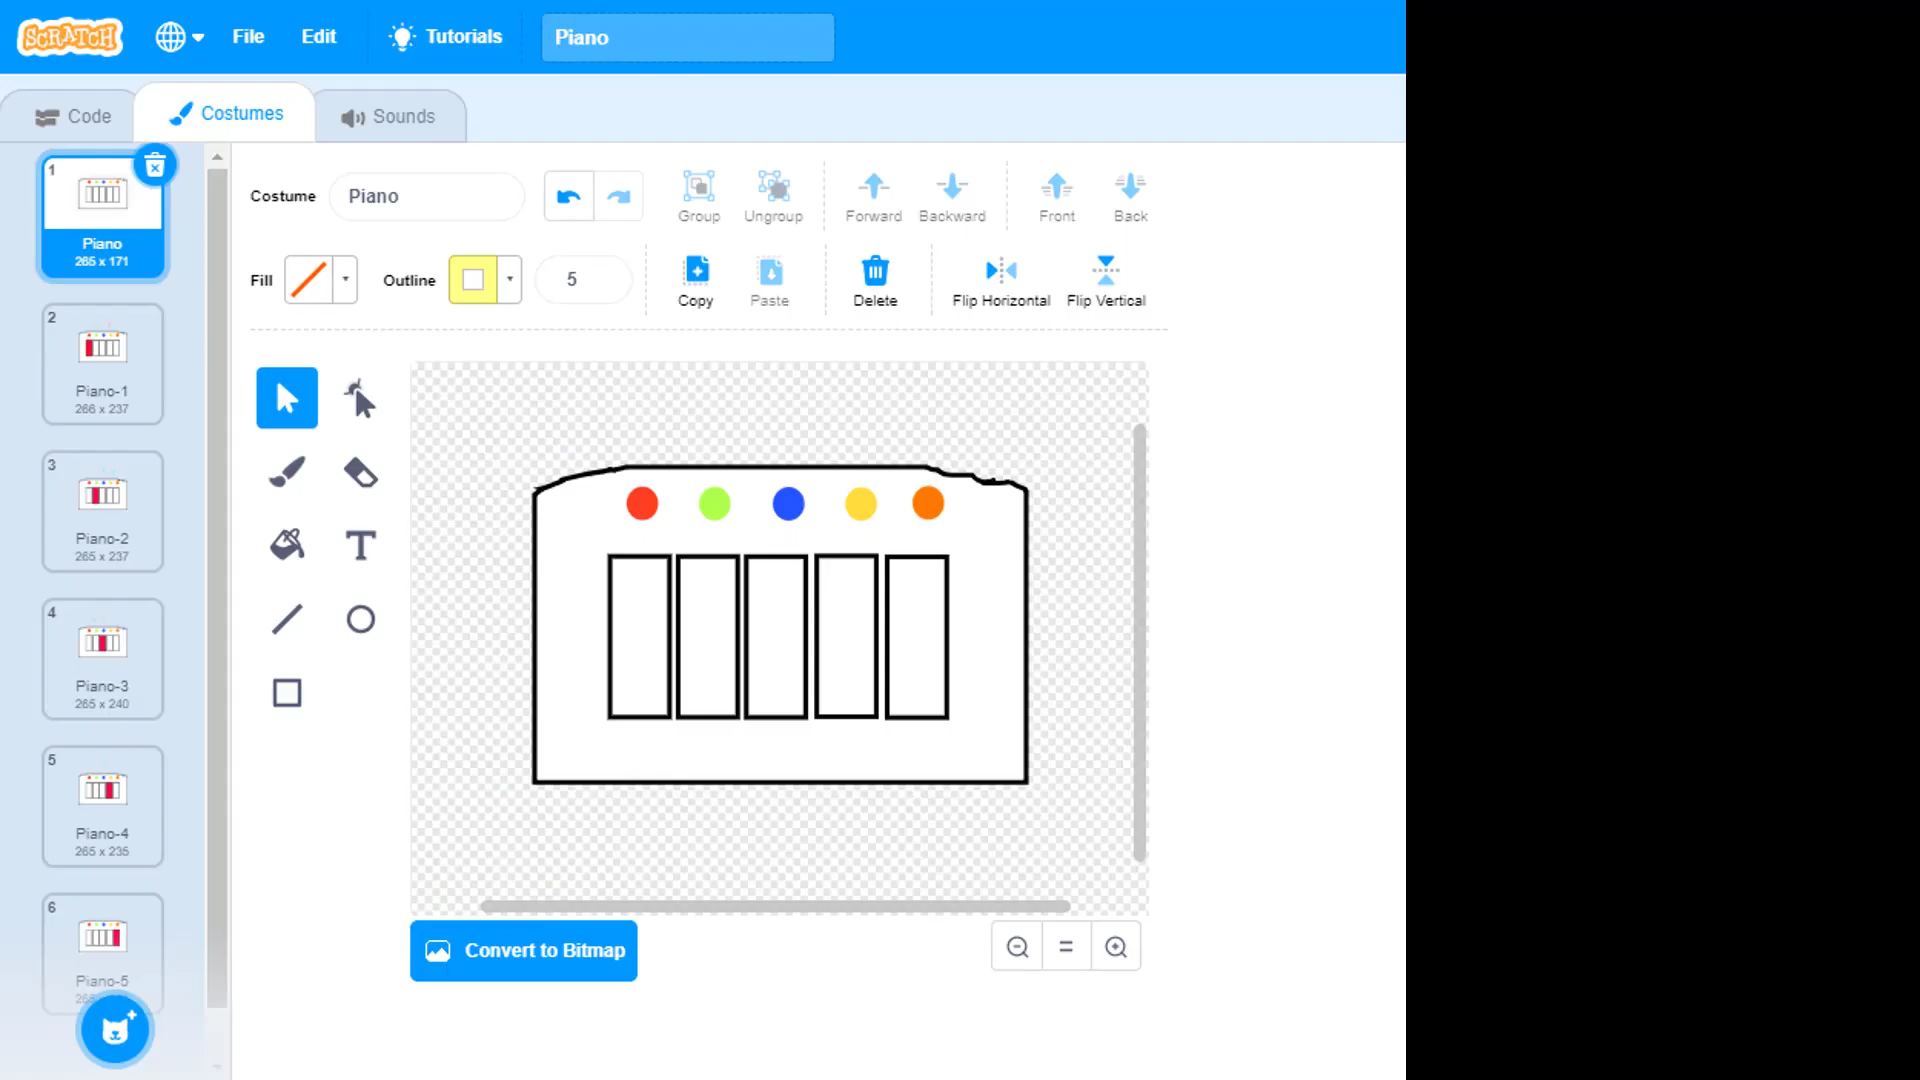 SCRATCH
File
Edit
Tutorials
Piano
Code
Costumes
Sounds
1
Piano
265 x 171
2
Piano-1
266 x 237
3
Piano-2
265 x 237
4
Piano-3
265 x 240
5
Piano-4
265 x 235
6
Piano-5
Costume
Piano
Group
Ungroup
Forward
Backward
Front
Back
Fill
Outline
5
Copy
Paste
Delete
Flip Horizontal
Flip Vertical
T
Convert to Bitmap
=